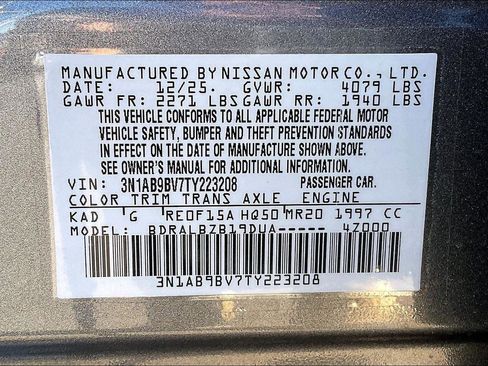 MANUFACTURED BY NISSAN MOTOR CO., LTD.
DATE: 12/25. GVWR: 4079 LBS
GAWR FR: 2271 LBS GAWR RR: 1940 LBS
THIS VEHICLE CONFORMS TO ALL APPLICABLE FEDERAL MOTOR
VEHICLE SAFETY, BUMPER AND THEFT PREVENTION STANDARDS
IN EFFECT ON THE DATE OF MANUFACTURE SHOWN ABOVE.
SEE OWNER'S MANUAL FOR ADDITIONAL INFORMATION.
VIN: 3N1AB9BV7TY223208 PASSENGER CAR.
COLOR TRIM TRANS AXLE ENGINE
KAD G RE0F15A HQ50 MR20 1997 CC
MODEL: BDRALBZB19DUA----- 4Z000
3N1AB9BV7TY223208